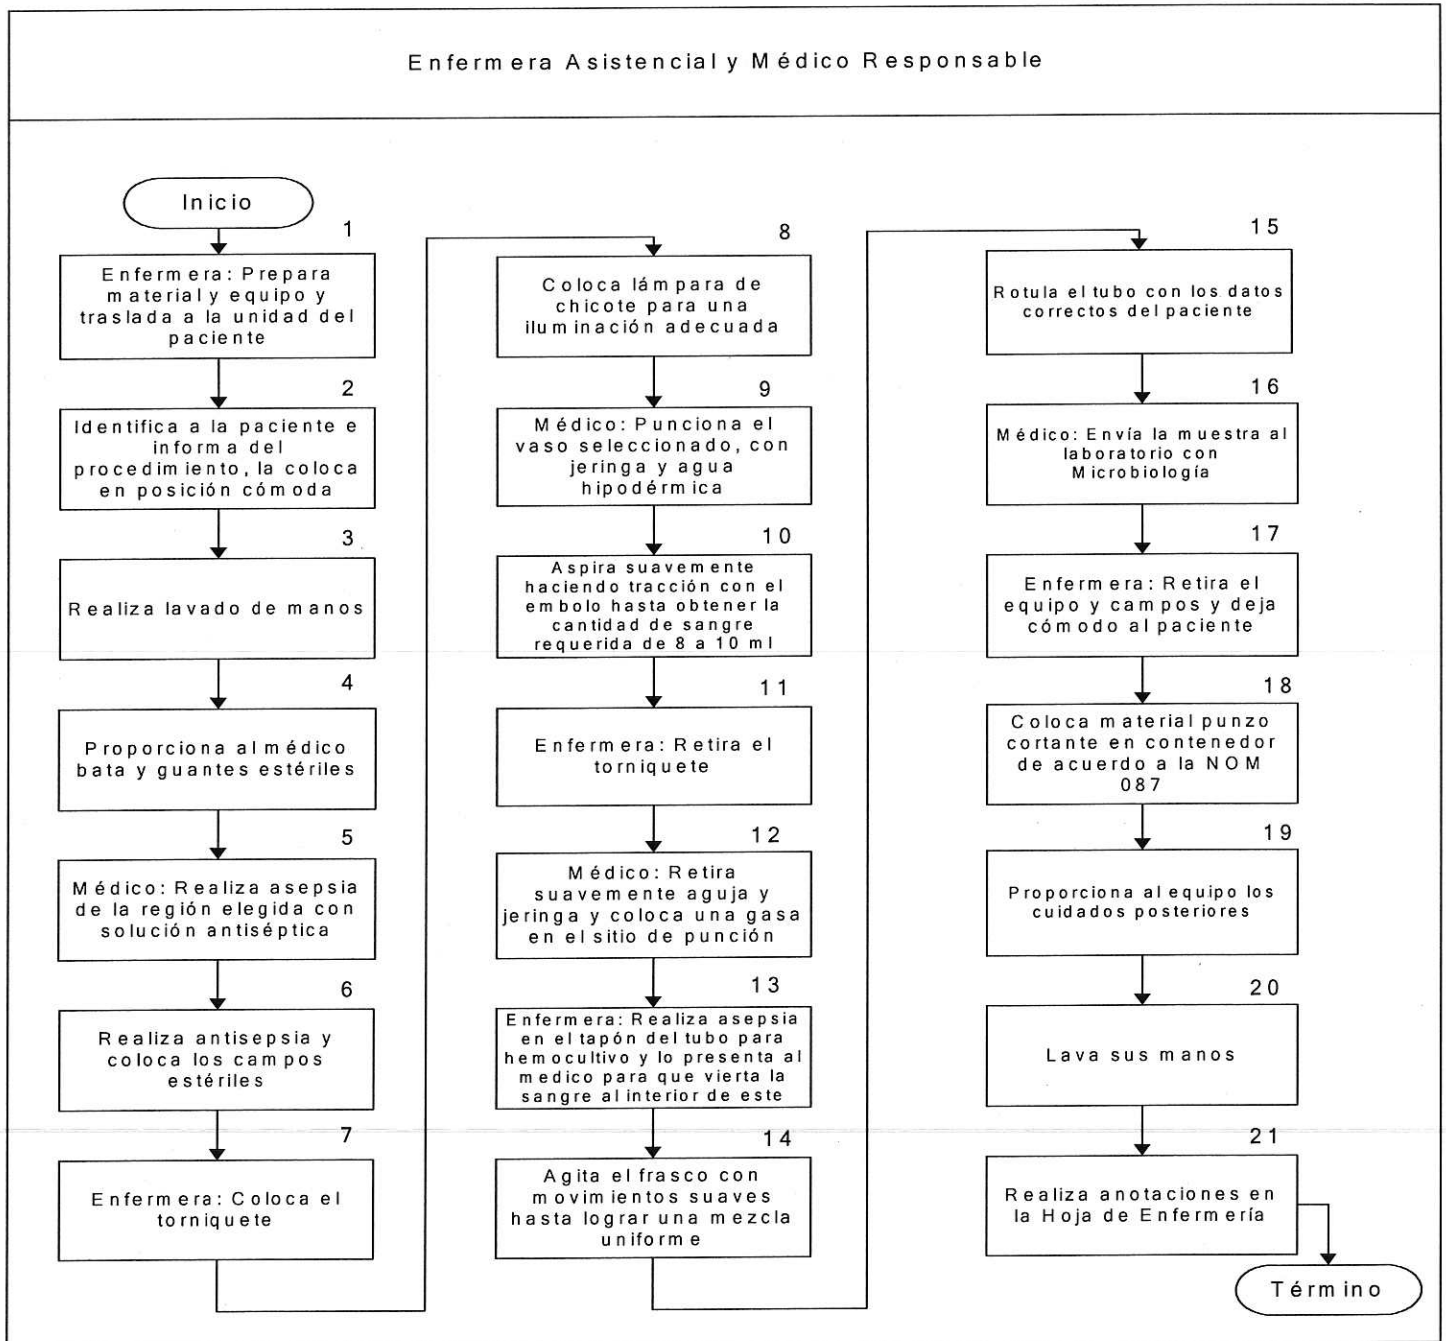 Enfermera Asistencial y Médico Responsable
Inicio
1
Enfermera: Prepara
material y equipo y
traslada a la unidad del
paciente
2
Identifica a la paciente e
informa del
procedimiento, la coloca
en posición cómoda
3
Realiza lavado de manos
4
Proporciona al médico
bata y guantes estériles
5
Médico: Realiza asepsia
de la región elegida con
solución antiséptica
6
Realiza antisepsia y
coloca los campos
estériles
7
Enfermera: Coloca el
torniquete
8
Coloca lámpara de
chicote para una
iluminación adecuada
9
Médico: Punciona el
vaso seleccionado, con
jeringa y agua
hipodérmica
10
Aspira suavemente
haciendo tracción con el
embolo hasta obtener la
cantidad de sangre
requerida de 8 a 10 ml
11
Enfermera: Retira el
torniquete
12
Médico: Retira
suavemente aguja y
jeringa y coloca una gasa
en el sitio de punción
13
Enfermera: Realiza asepsia
en el tapón del tubo para
hemocultivo y lo presenta al
medico para que vierta la
sangre al interior de este
14
Agita el frasco con
movimientos suaves
hasta lograr una mezcla
uniforme
15
Rotula el tubo con los datos
correctos del paciente
16
Médico: Envía la muestra al
laboratorio con
Microbiología
17
Enfermera: Retira el
equipo y campos y deja
cómodo al paciente
18
Coloca material punzo
cortante en contenedor
de acuerdo a la NOM
087
19
Proporciona al equipo los
cuidados posteriores
20
Lava sus manos
21
Realiza anotaciones en
la Hoja de Enfermería
Término